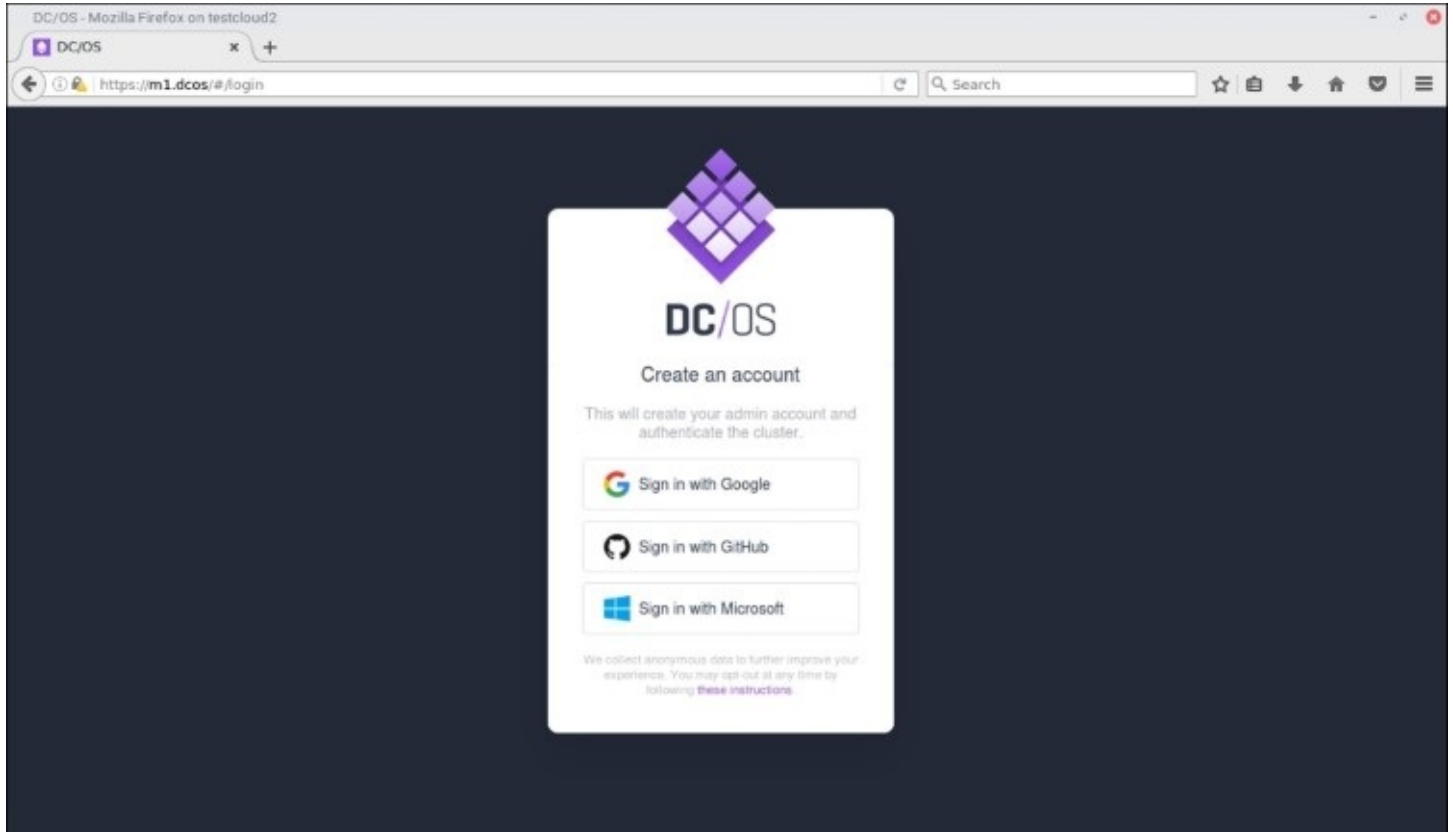 DC/OS - Mozilla Firefox on testcloud2
DC/OS
https://m1.dcos/#/login
Search
DC/OS
Create an account
This will create your admin account and
authenticate the cluster.
Sign in with Google
Sign in with GitHub
Sign in with Microsoft
We collect anonymous data to further improve your
experience. You may opt-out at any time by
following these instructions.